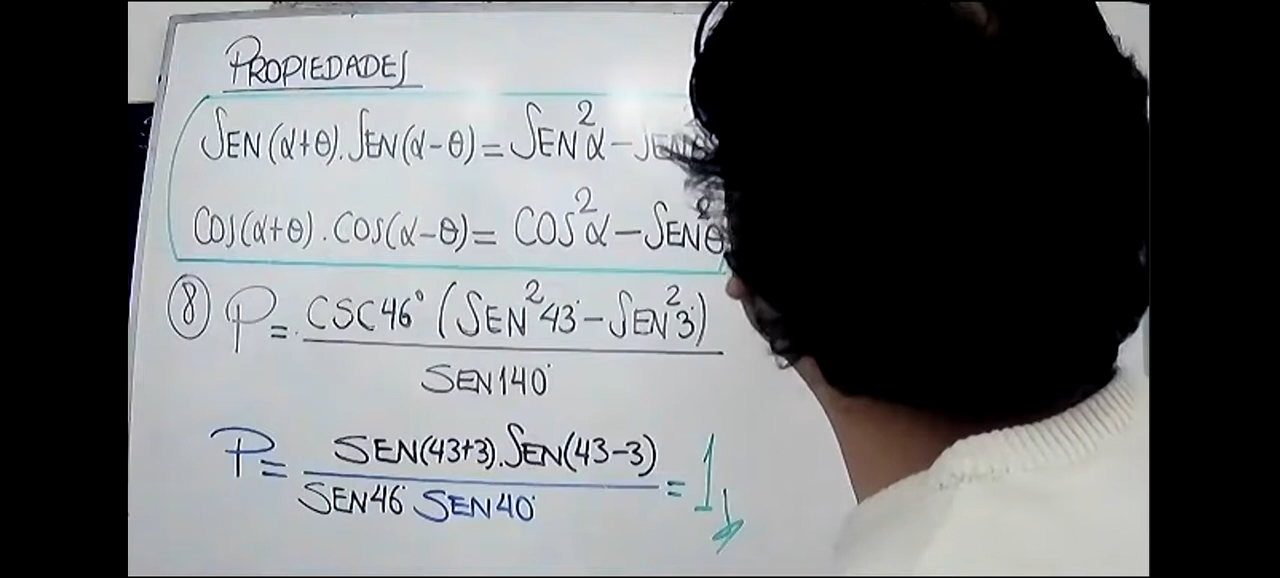 PROPIEDADES
SEN(α+θ).SEN(α-θ)=SEN²α-SEN
COS(α+θ).COS(α-θ)=COS²α-SEN²θ
⑧ P=CSC46°(SEN²43°-SEN²3°)
SEN140°
P=SEN(43+3).SEN(43-3)=1
SEN46° SEN40°